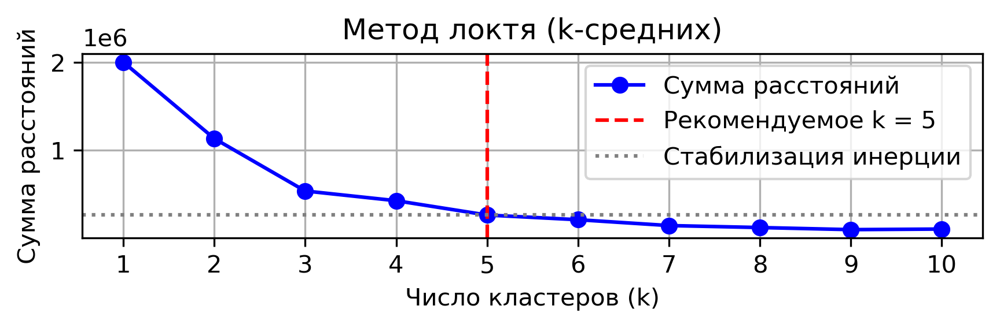 Метод локтя (k-средних)
1e6
Сумма расстояний
2
1
Сумма расстояний
Рекомендуемое k = 5
Стабилизация инерции
1 2 3 4 5 6 7 8 9 10
Число кластеров (k)